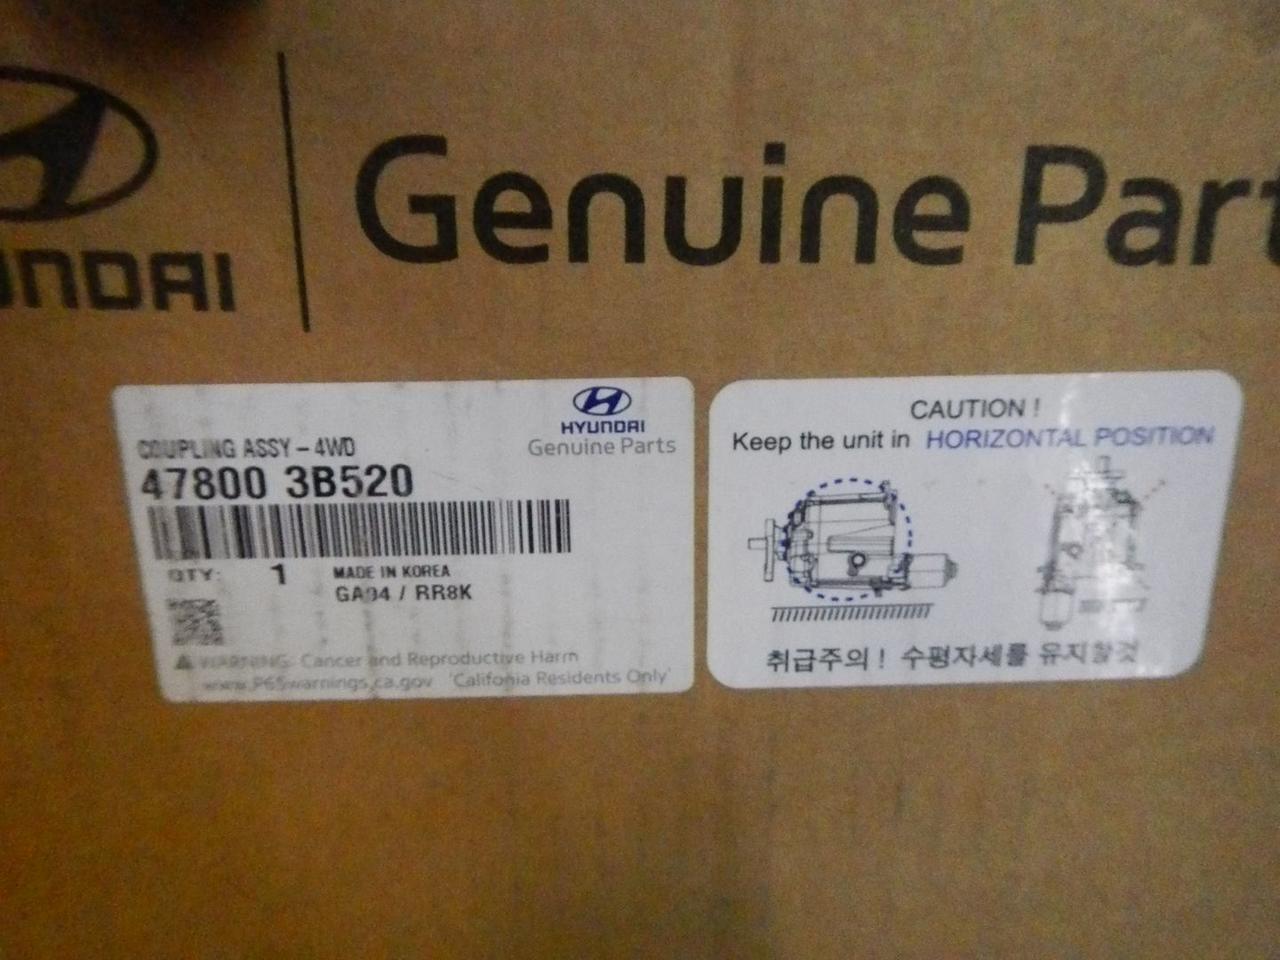 Genuine Part
HYUNDAI
HYUNDAI
Genuine Parts
COUPLING ASSY - 4WD
47800 3B520
QTY: 1 MADE IN KOREA
GA94 / RR8K
WARNING: Cancer and Reproductive Harm
www.P65warnings.ca.gov 'Califonia Residents Only'
CAUTION !
Keep the unit in HORIZONTAL POSITION
취급주의 ! 수평자세를 유지할것